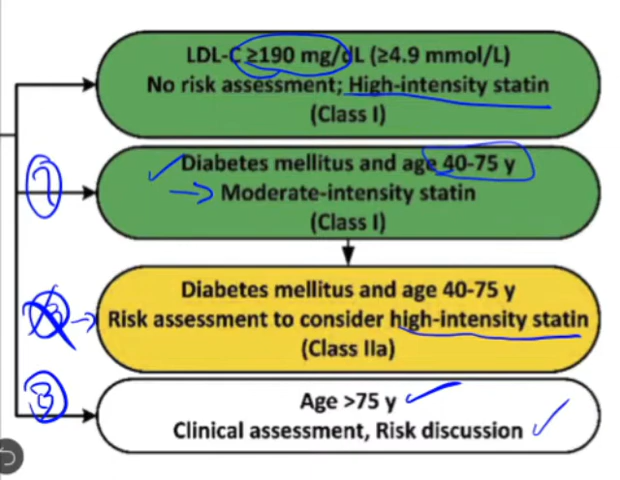 LDL-C ≥190 mg/dL (≥4.9 mmol/L)
No risk assessment; High-intensity statin
(Class I)
Diabetes mellitus and age 40-75 y
Moderate-intensity statin
(Class I)
Diabetes mellitus and age 40-75 y
Risk assessment to consider high-intensity statin
(Class IIa)
3
Age >75 y
Clinical assessment, Risk discussion